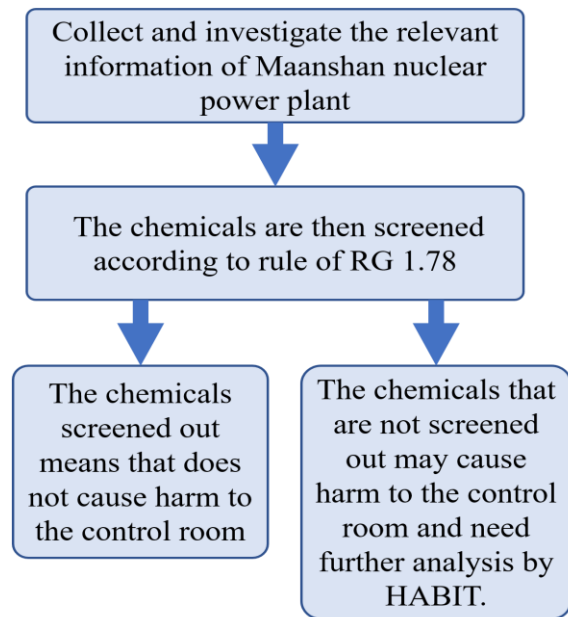 Collect and investigate the relevant
information of Maanshan nuclear
power plant
The chemicals are then screened
according to rule of RG 1.78
The chemicals
screened out
means that does
not cause harm to
the control room
The chemicals that
are not screened
out may cause
harm to the control
room and need
further analysis by
HABIT.